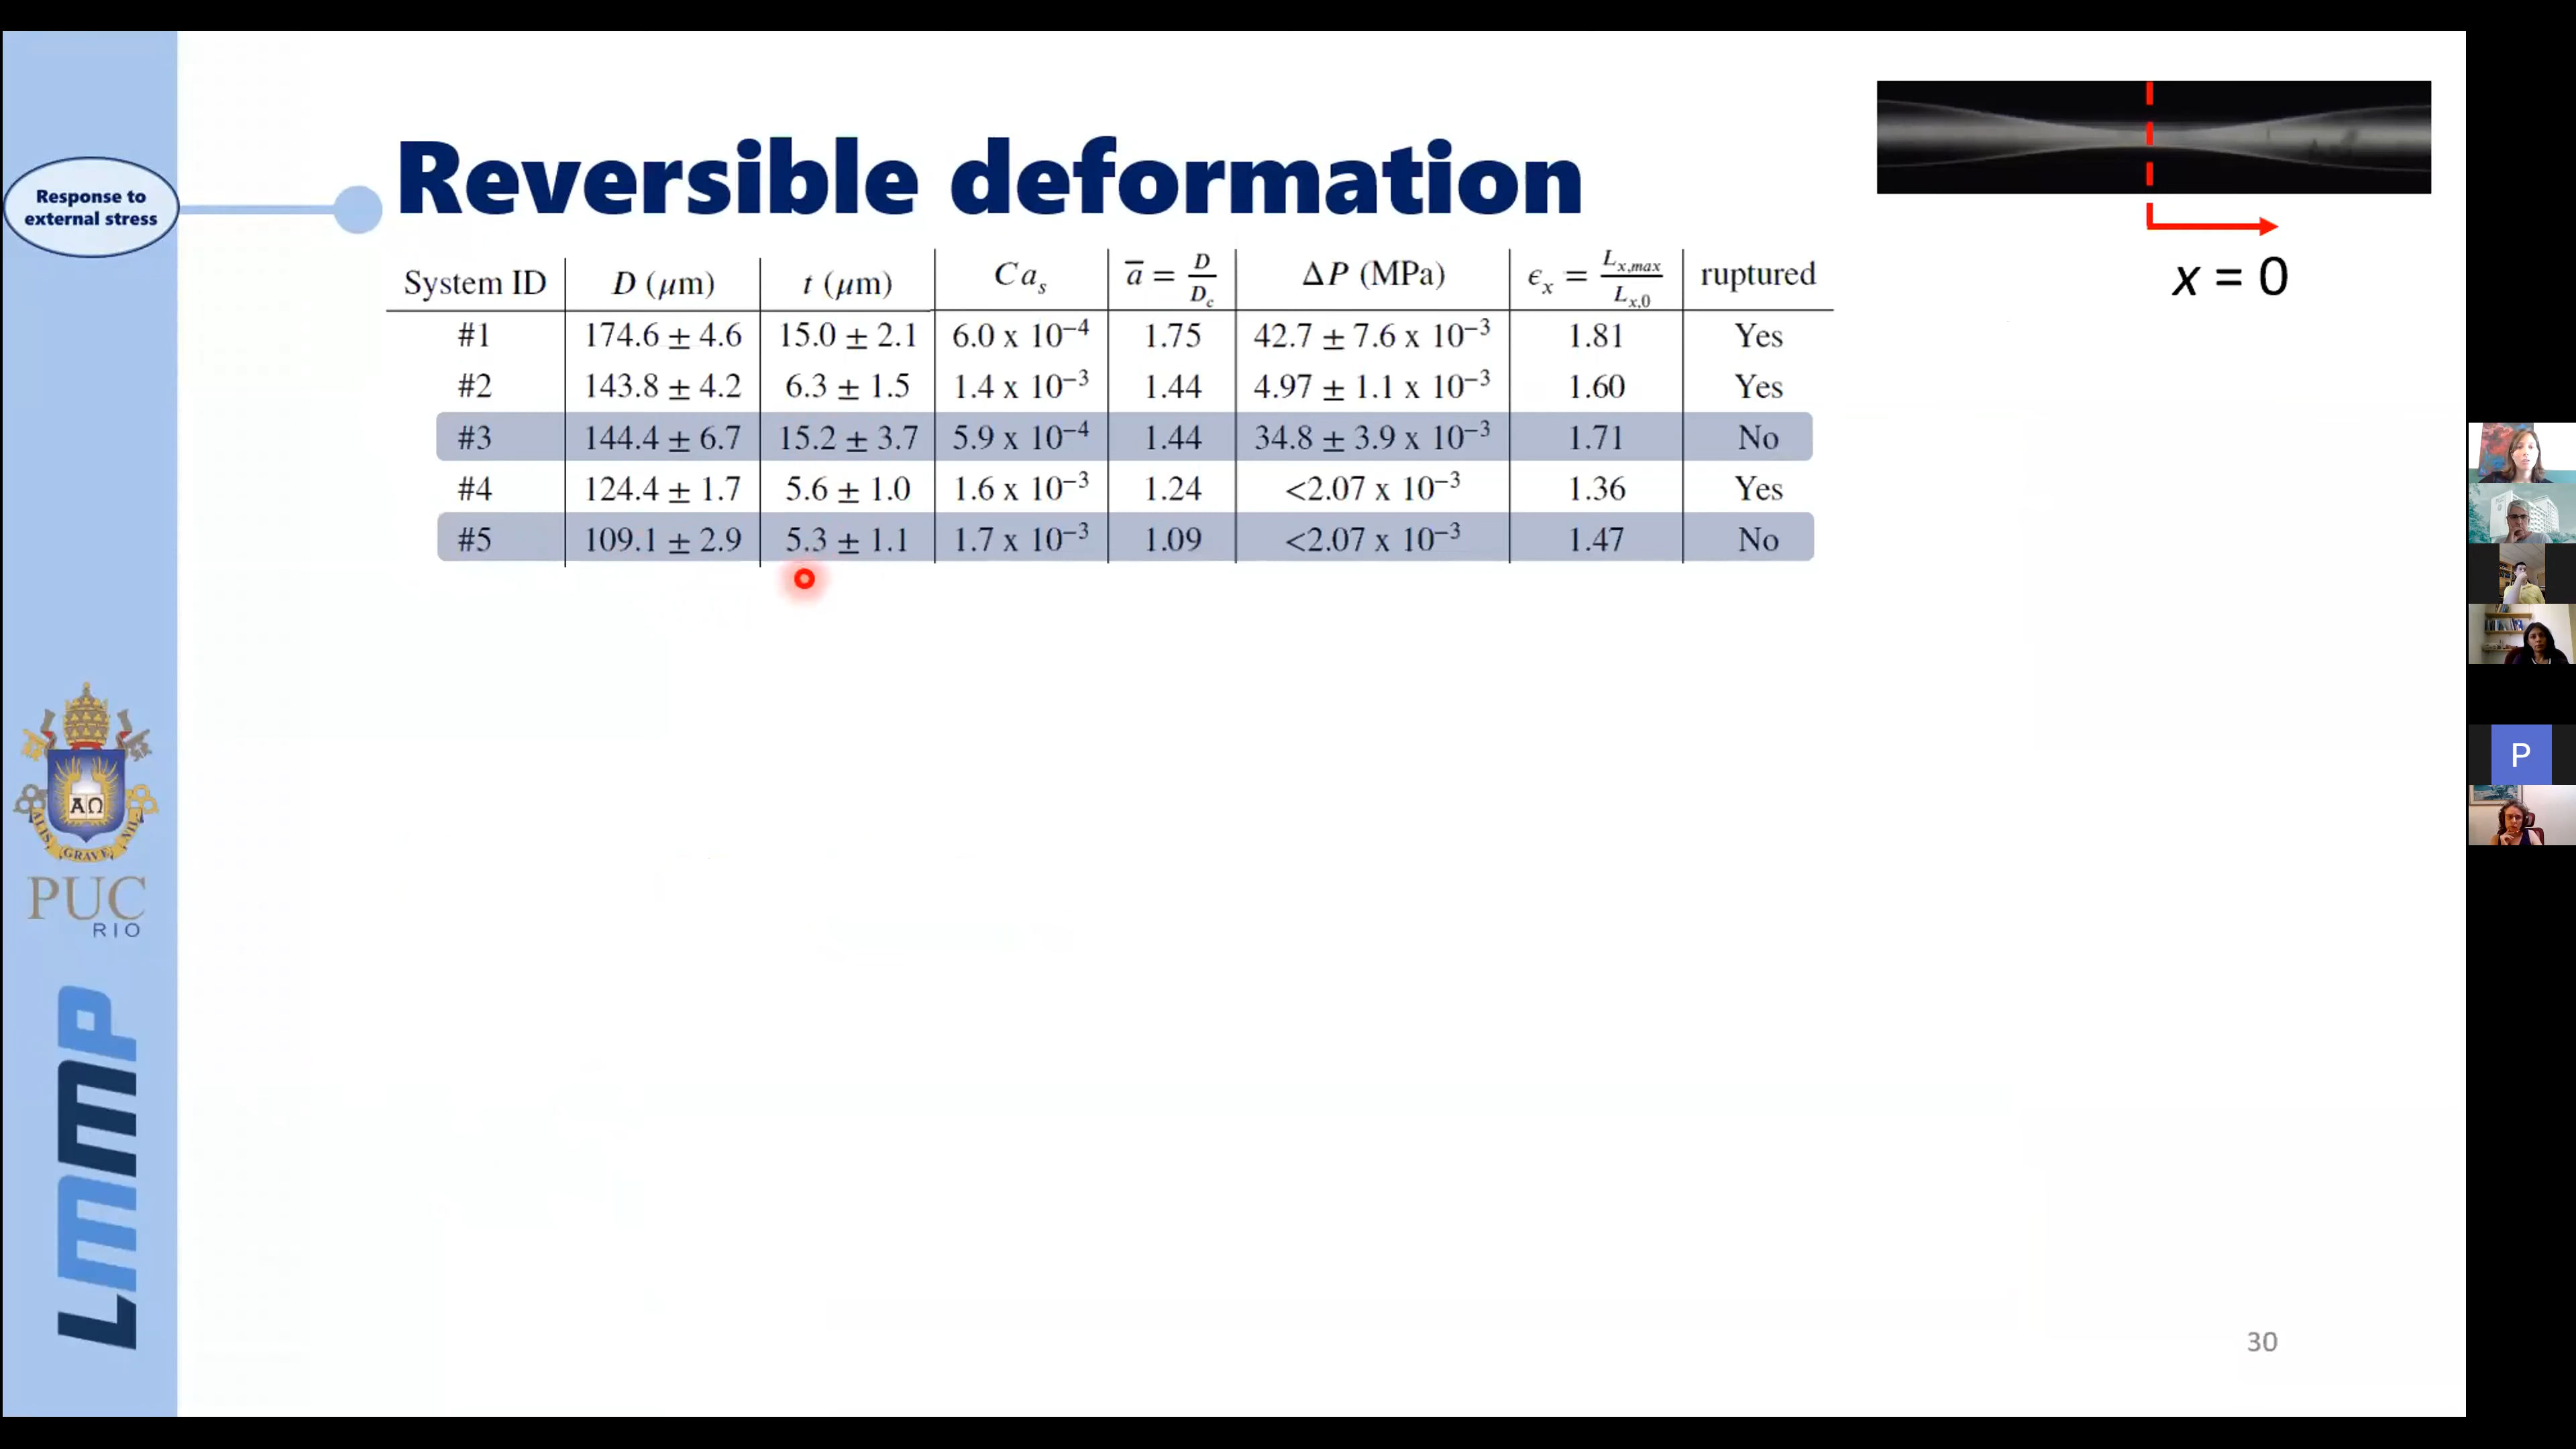 Response to
external stress
Reversible deformation
x = 0
System ID D (μm) t (μm) Ca_s a̅ = D/D_c ΔP (MPa) ϵ_x = L_x,max/L_x,0 ruptured
#1 174.6 ± 4.6 15.0 ± 2.1 6.0 x 10⁻⁴ 1.75 42.7 ± 7.6 x 10⁻³ 1.81 Yes
#2 143.8 ± 4.2 6.3 ± 1.5 1.4 x 10⁻³ 1.44 4.97 ± 1.1 x 10⁻³ 1.60 Yes
#3 144.4 ± 6.7 15.2 ± 3.7 5.9 x 10⁻⁴ 1.44 34.8 ± 3.9 x 10⁻³ 1.71 No
#4 124.4 ± 1.7 5.6 ± 1.0 1.6 x 10⁻³ 1.24 <2.07 x 10⁻³ 1.36 Yes
#5 109.1 ± 2.9 5.3 ± 1.1 1.7 x 10⁻³ 1.09 <2.07 x 10⁻³ 1.47 No
P
ΑΩ
ALIS GRAVE NIL
PUC
RIO
LMMP
30